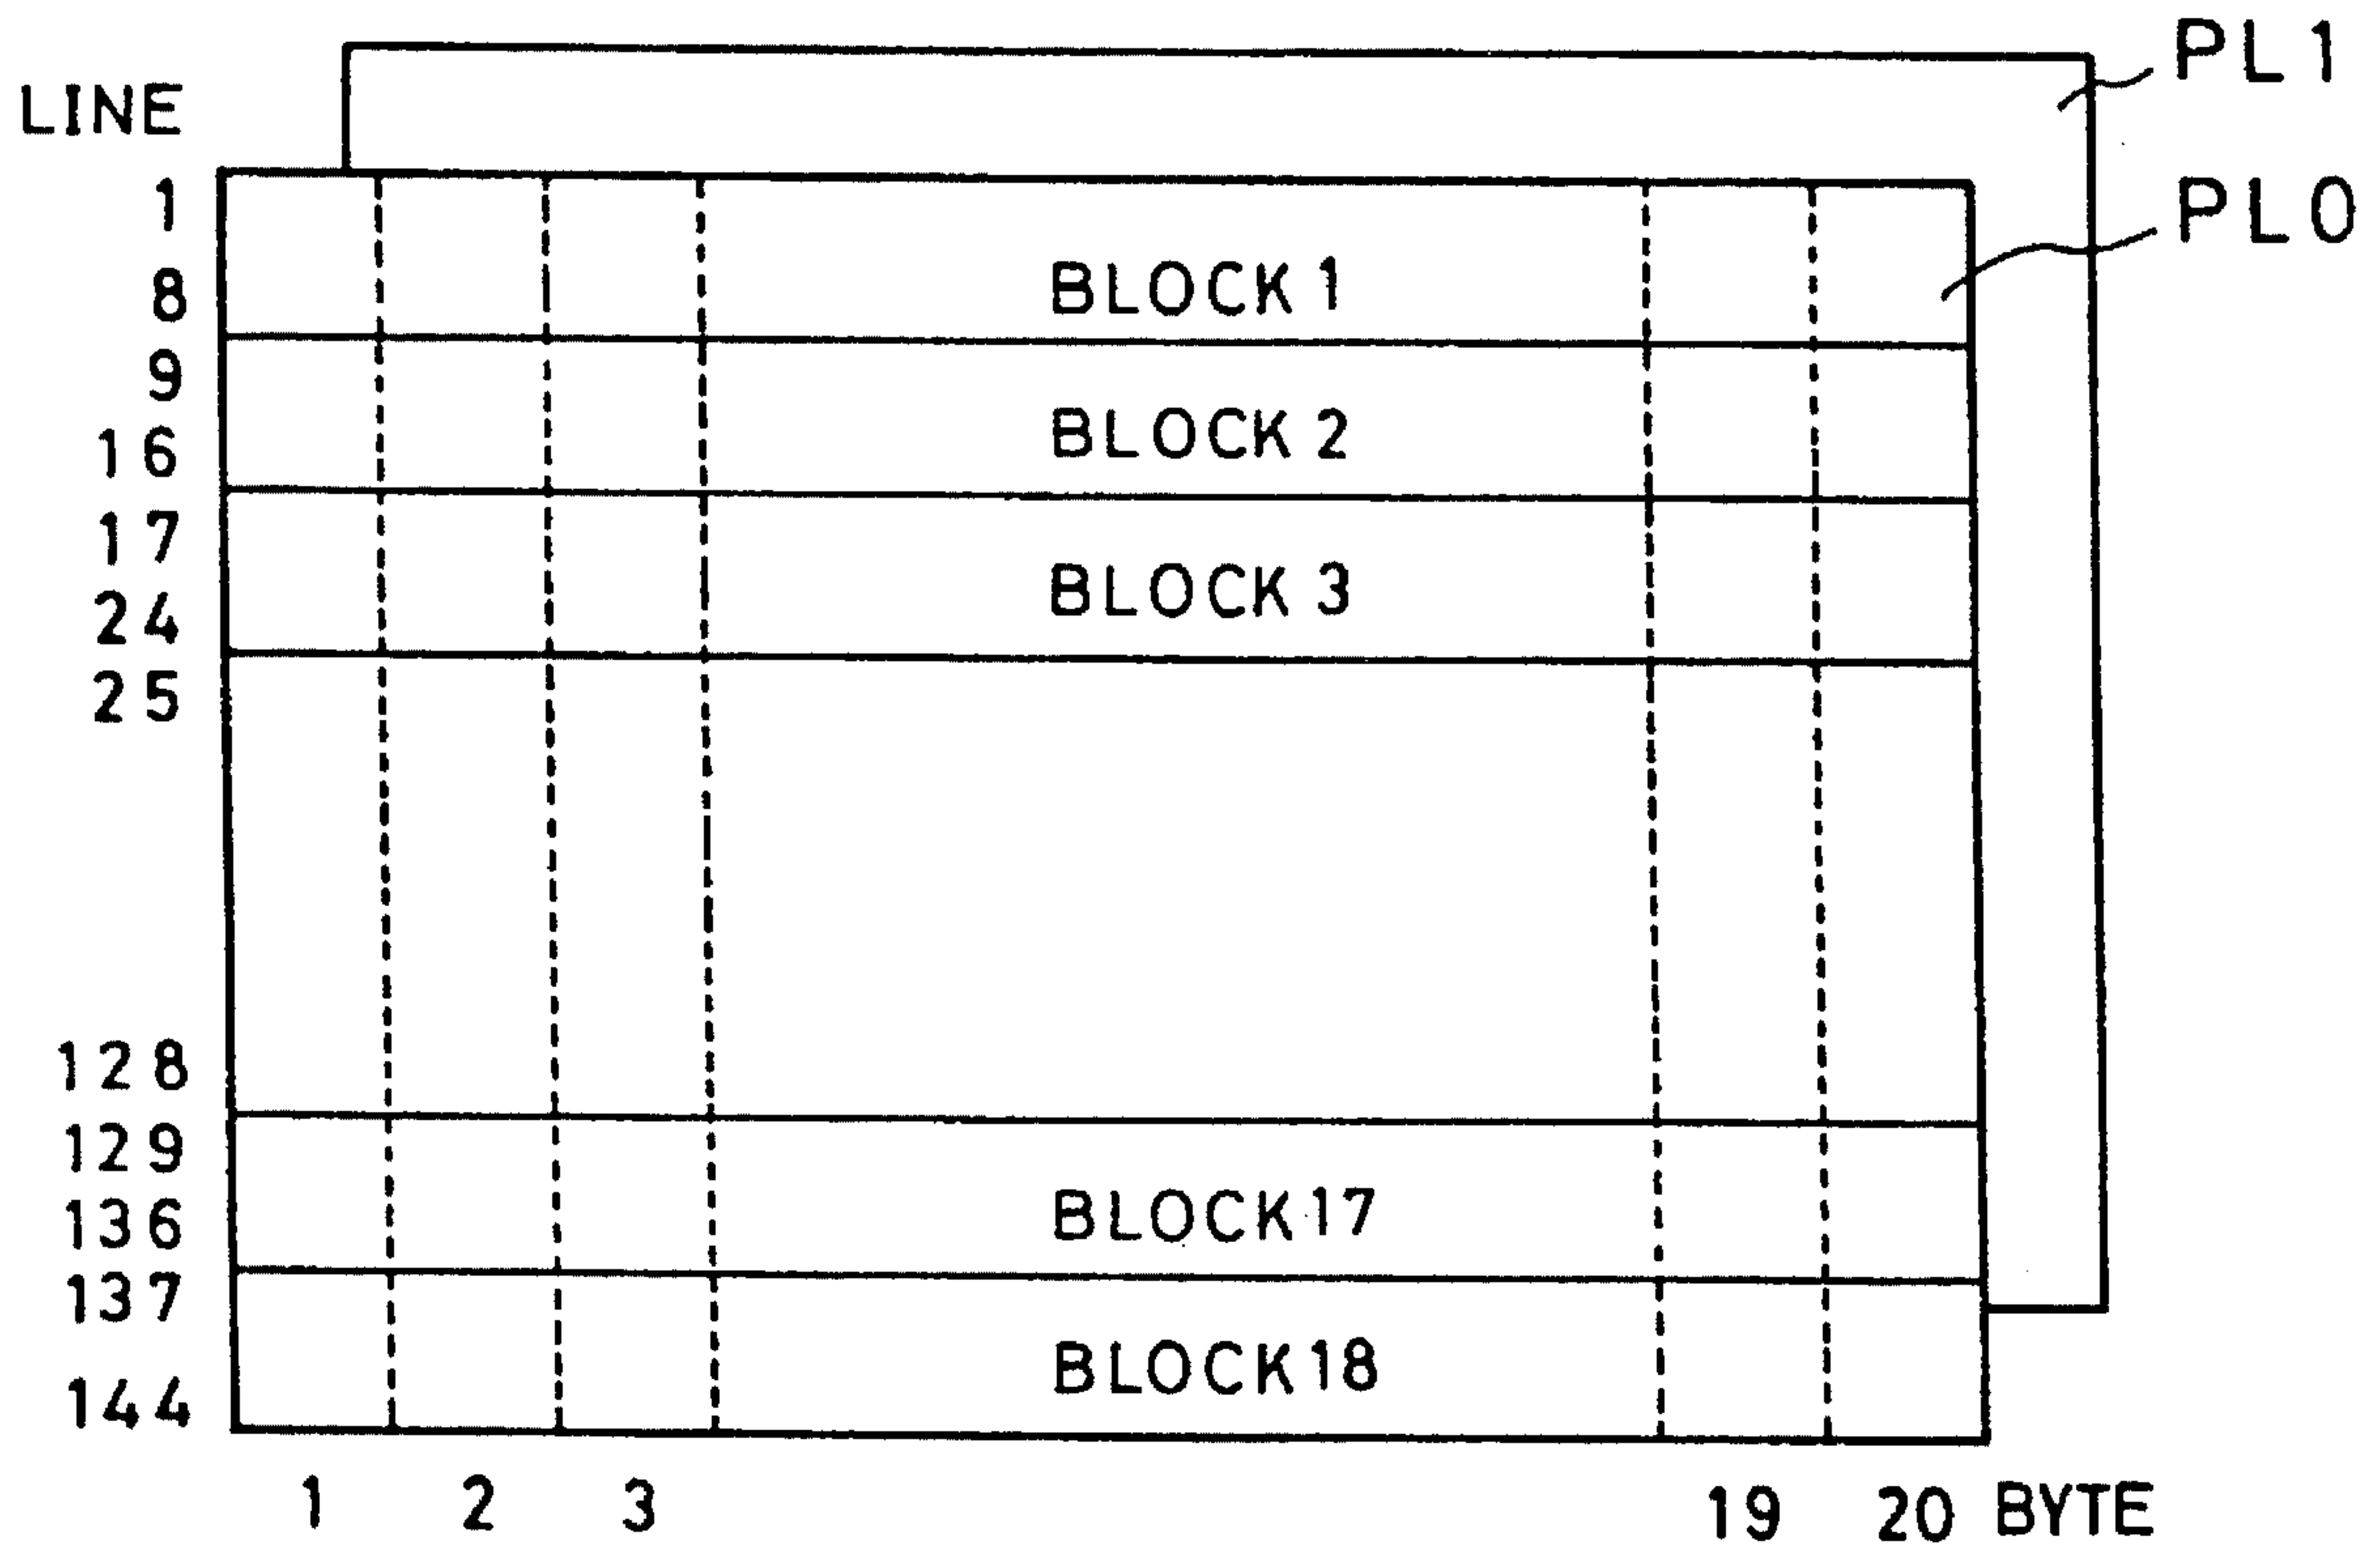 PL1
LINE
1
PL0
8
BLOCK 1
9
BLOCK 2
16
17
BLOCK 3
24
25
128
129
BLOCK 17
136
137
BLOCK 18
144
1 2 3 19 20 BYTE